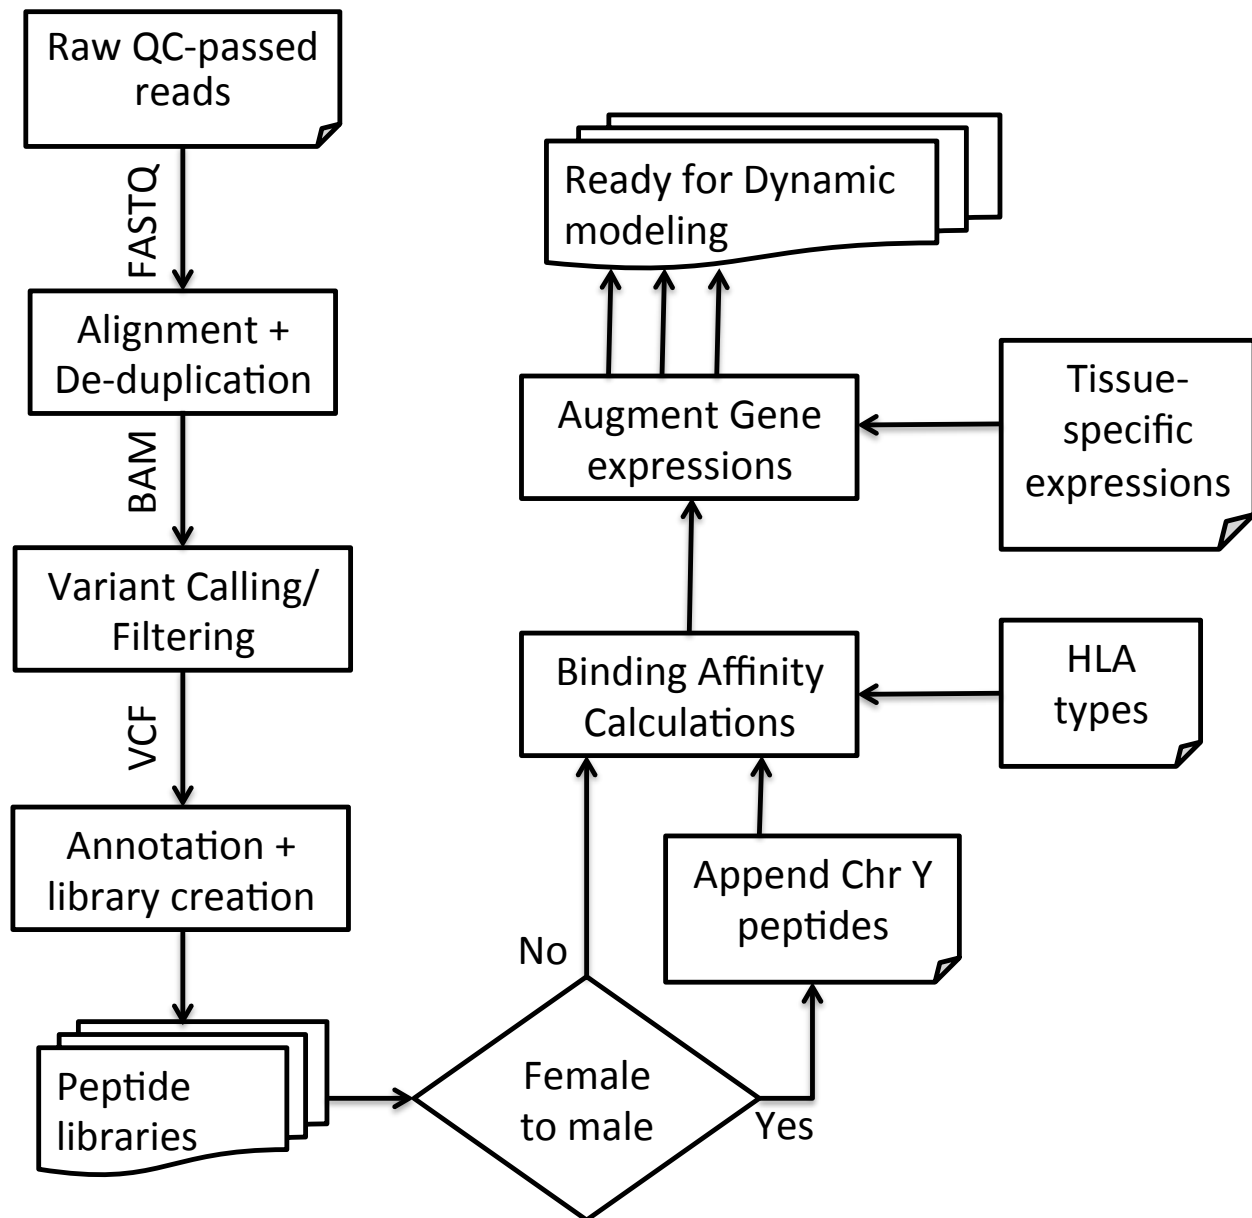 Raw QC-passed
reads
FASTQ
Alignment +
De-duplication
BAM
Variant Calling/
Filtering
VCF
Annotation +
library creation
Peptide
libraries
Female
to male
No
Yes
Append Chr Y
peptides
Binding Affinity
Calculations
HLA
types
Augment Gene
expressions
Tissue-
specific
expressions
Ready for Dynamic
modeling